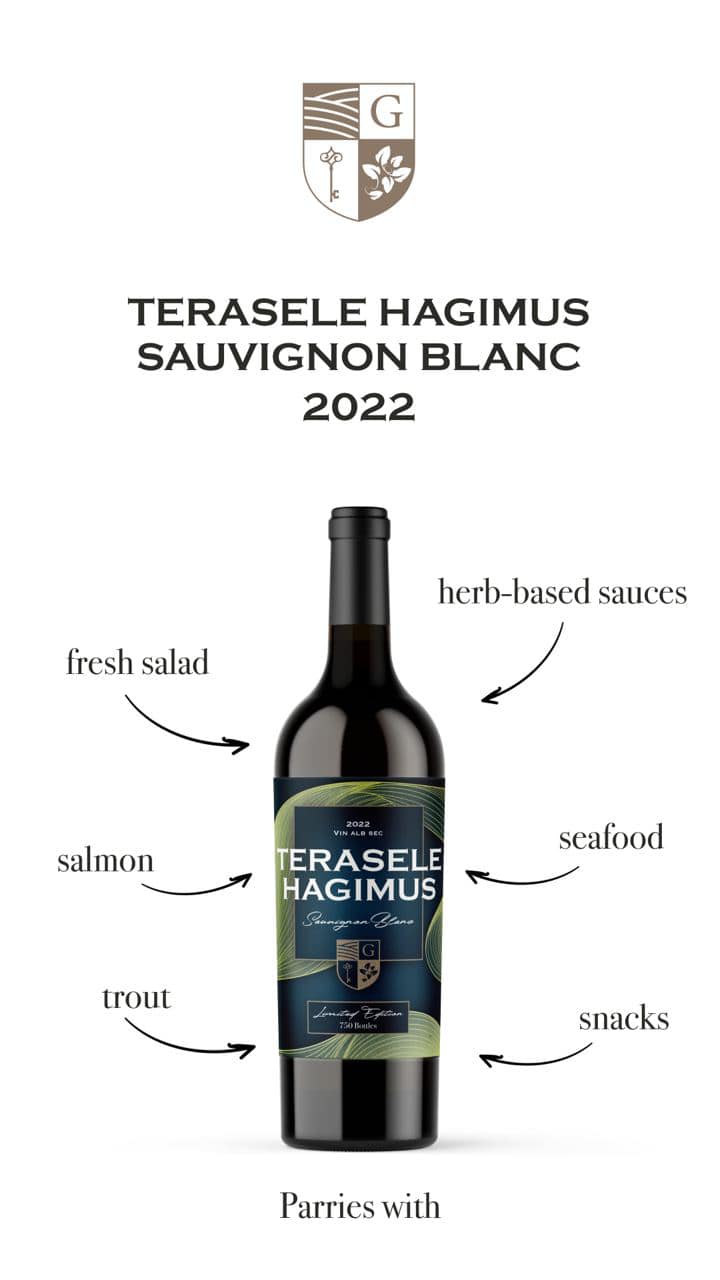 G
TERASELE HAGIMUS
SAUVIGNON BLANC
2022
herb-based sauces
fresh salad
2022
VIN ALB SEC
TERASELE
HAGIMUS
Sauvignon Blanc
G
Limited Edition
750 Bottles
seafood
salmon
trout
snacks
Parries with